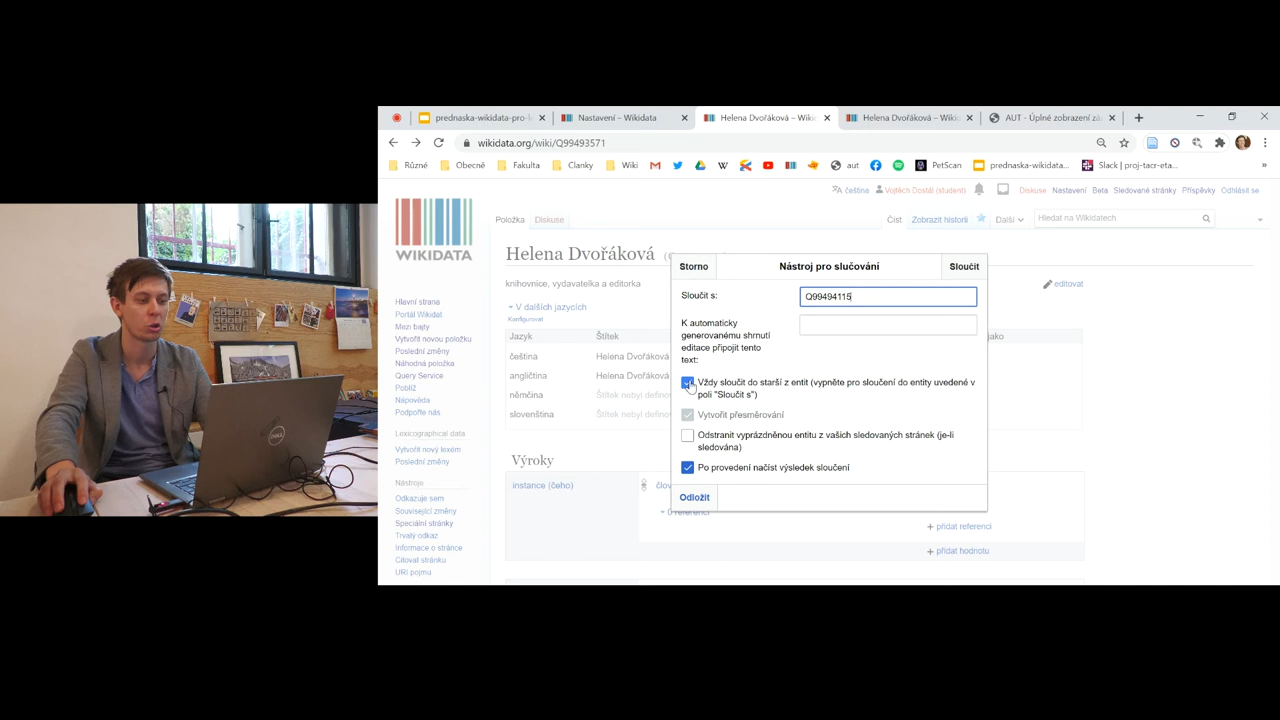 prednaska-wikidata-pro-l
Nastavení – Wikidata
Helena Dvořáková – Wiki
Helena Dvořáková – Wiki
AUT - Úplné zobrazení zá
wikidata.org/wiki/Q99493571
Různé
Obecně
Fakulta
Clanky
Wiki
aut
PetScan
prednaska-wikidata...
Slack | proj-tacr-eta...
čeština
Vojtěch Dostál (student)
Diskuse
Nastavení
Beta
Sledované stránky
Příspěvky
Odhlásit se
WIKIDATA
Položka
Diskuse
Číst
Zobrazit historii
Další
Hledat na Wikidatech
Helena Dvořáková
knihovnice, vydavatelka a editorka
editovat
V dalších jazycích
Konfigurovat
Jazyk
Štítek
jako
čeština
Helena Dvořáková
angličtina
Helena Dvořáková
němčina
Štítek nebyl defino
slovenština
Štítek nebyl defino
Výroky
instance (čeho)
člov
0 referencí
+ přidat referenci
+ přidat hodnotu
Hlavní strana
Portál Wikidat
Mezi bajty
Vytvořit novou položku
Poslední změny
Náhodná položka
Query Service
Poblíž
Nápověda
Podpořte nás
Lexicographical data
Vytvořit nový lexém
Poslední změny
Nástroje
Odkazuje sem
Související změny
Speciální stránky
Trvalý odkaz
Informace o stránce
Citovat stránku
URI pojmu
Storno
Nástroj pro slučování
Sloučit
Sloučit s:
Q99494115
K automaticky
generovanému shrnutí
editace připojit tento
text:
Vždy sloučit do starší z entit (vypněte pro sloučení do entity uvedené v
poli "Sloučit s")
Vytvořit přesměrování
Odstranit vyprázdněnou entitu z vašich sledovaných stránek (je-li
sledována)
Po provedení načíst výsledek sloučení
Odložit
DELL